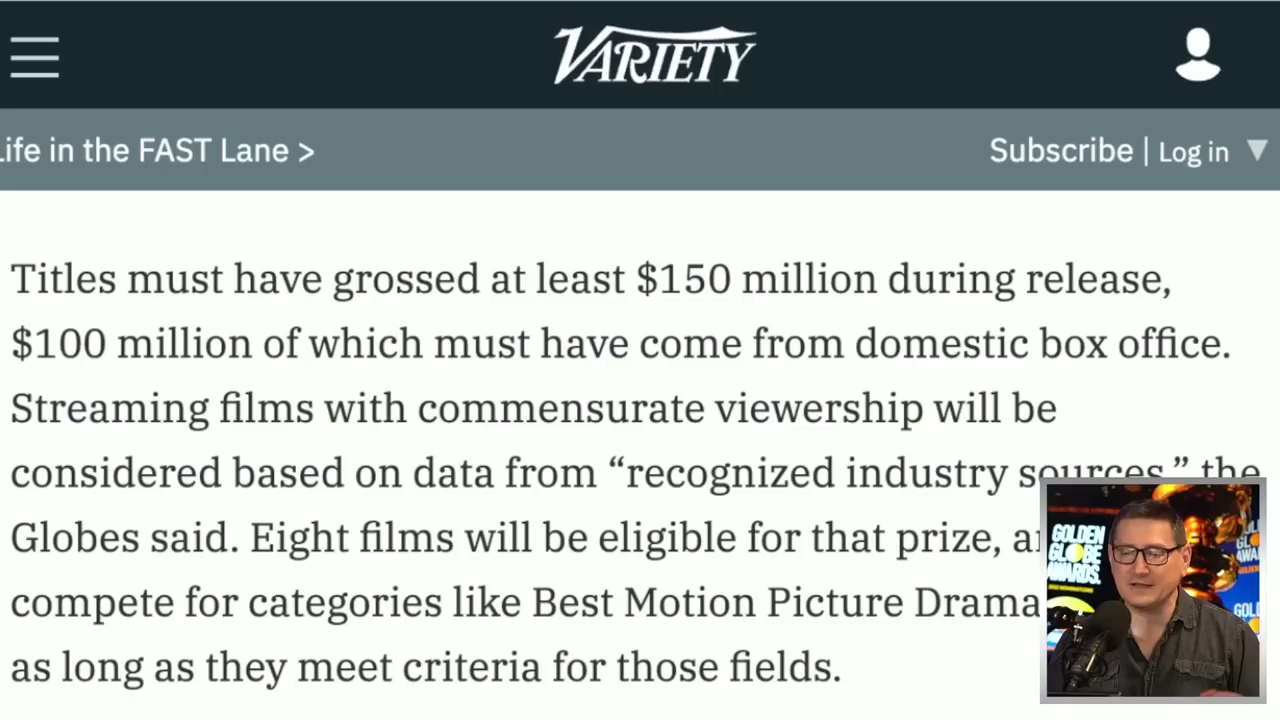 VARIETY
Life in the FAST Lane >
Subscribe | Log in
Titles must have grossed at least $150 million during release,
$100 million of which must have come from domestic box office.
Streaming films with commensurate viewership will be
considered based on data from “recognized industry sources,” the
Globes said. Eight films will be eligible for that prize,
compete for categories like Best Motion Picture Drama
as long as they meet criteria for those fields.
GOLDEN
GLOBE
AWARDS.